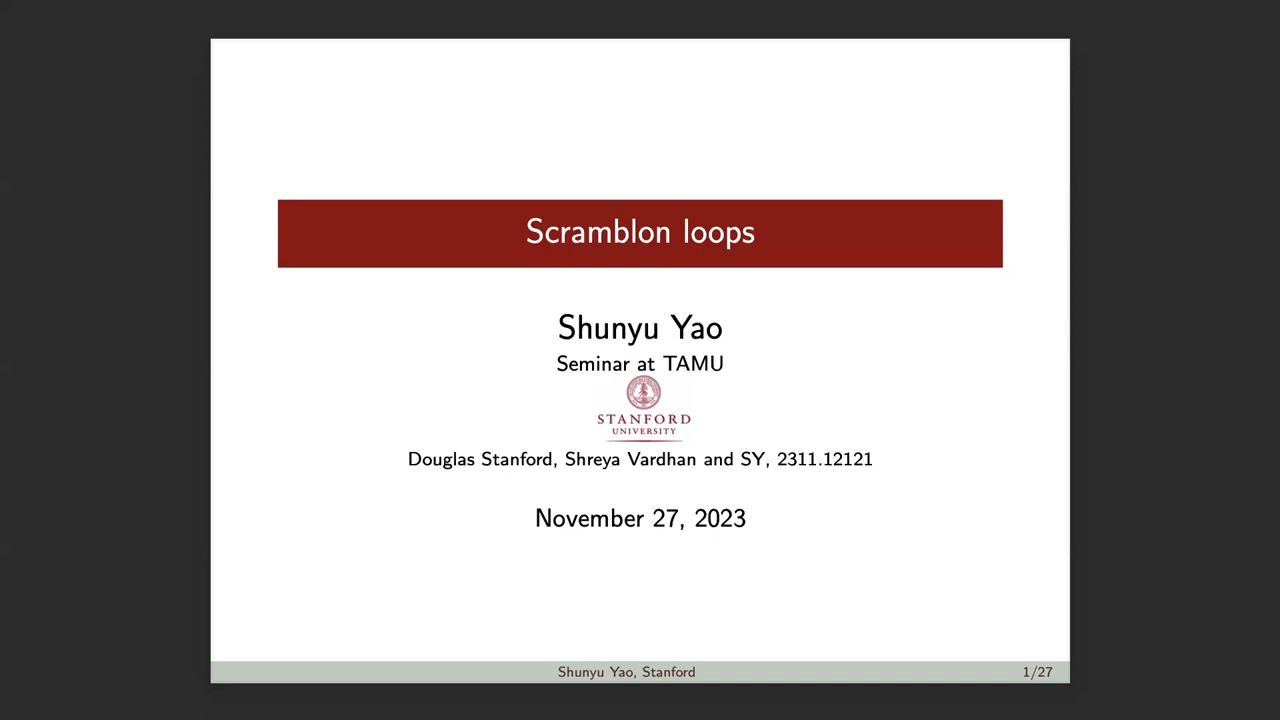 Scramblon loops
Shunyu Yao
Seminar at TAMU
STANFORD
UNIVERSITY
Douglas Stanford, Shreya Vardhan and SY, 2311.12121
November 27, 2023
Shunyu Yao, Stanford
1/27